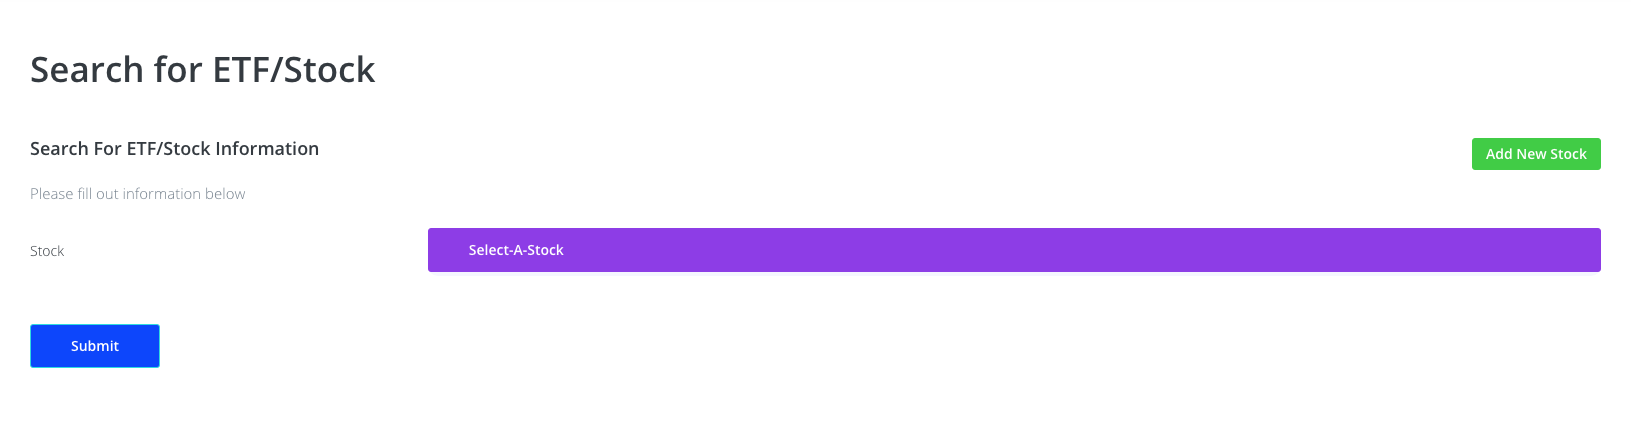 Search for ETF/Stock
Search For ETF/Stock Information
Add New Stock
Please fill out information below
Stock
Select-A-Stock
Submit